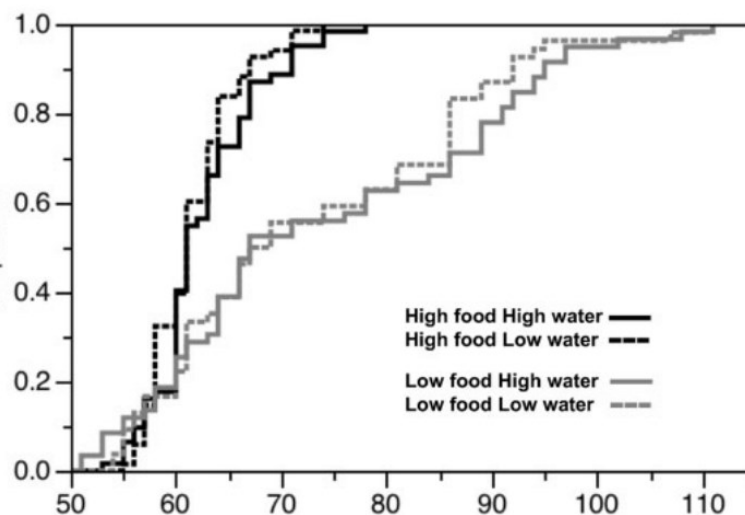 1.0
0.8
0.6
0.4
0.2
0.0
High food High water
High food Low water
Low food High water
Low food Low water
50 60 70 80 90 100 110